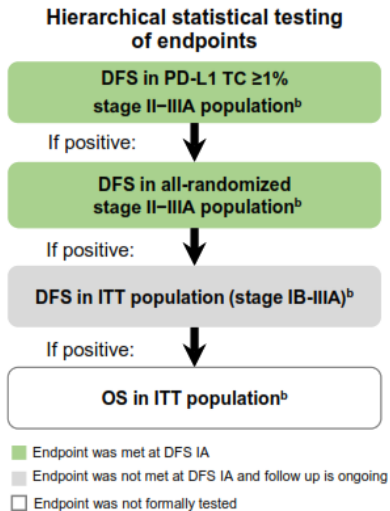 Hierarchical statistical testing
of endpoints
DFS in PD-L1 TC ≥1%
stage II–IIIA populationᵇ
If positive:
DFS in all-randomized
stage II–IIIA populationᵇ
If positive:
DFS in ITT population (stage IB-IIIA)ᵇ
If positive:
OS in ITT populationᵇ
Endpoint was met at DFS IA
Endpoint was not met at DFS IA and follow up is ongoing
Endpoint was not formally tested